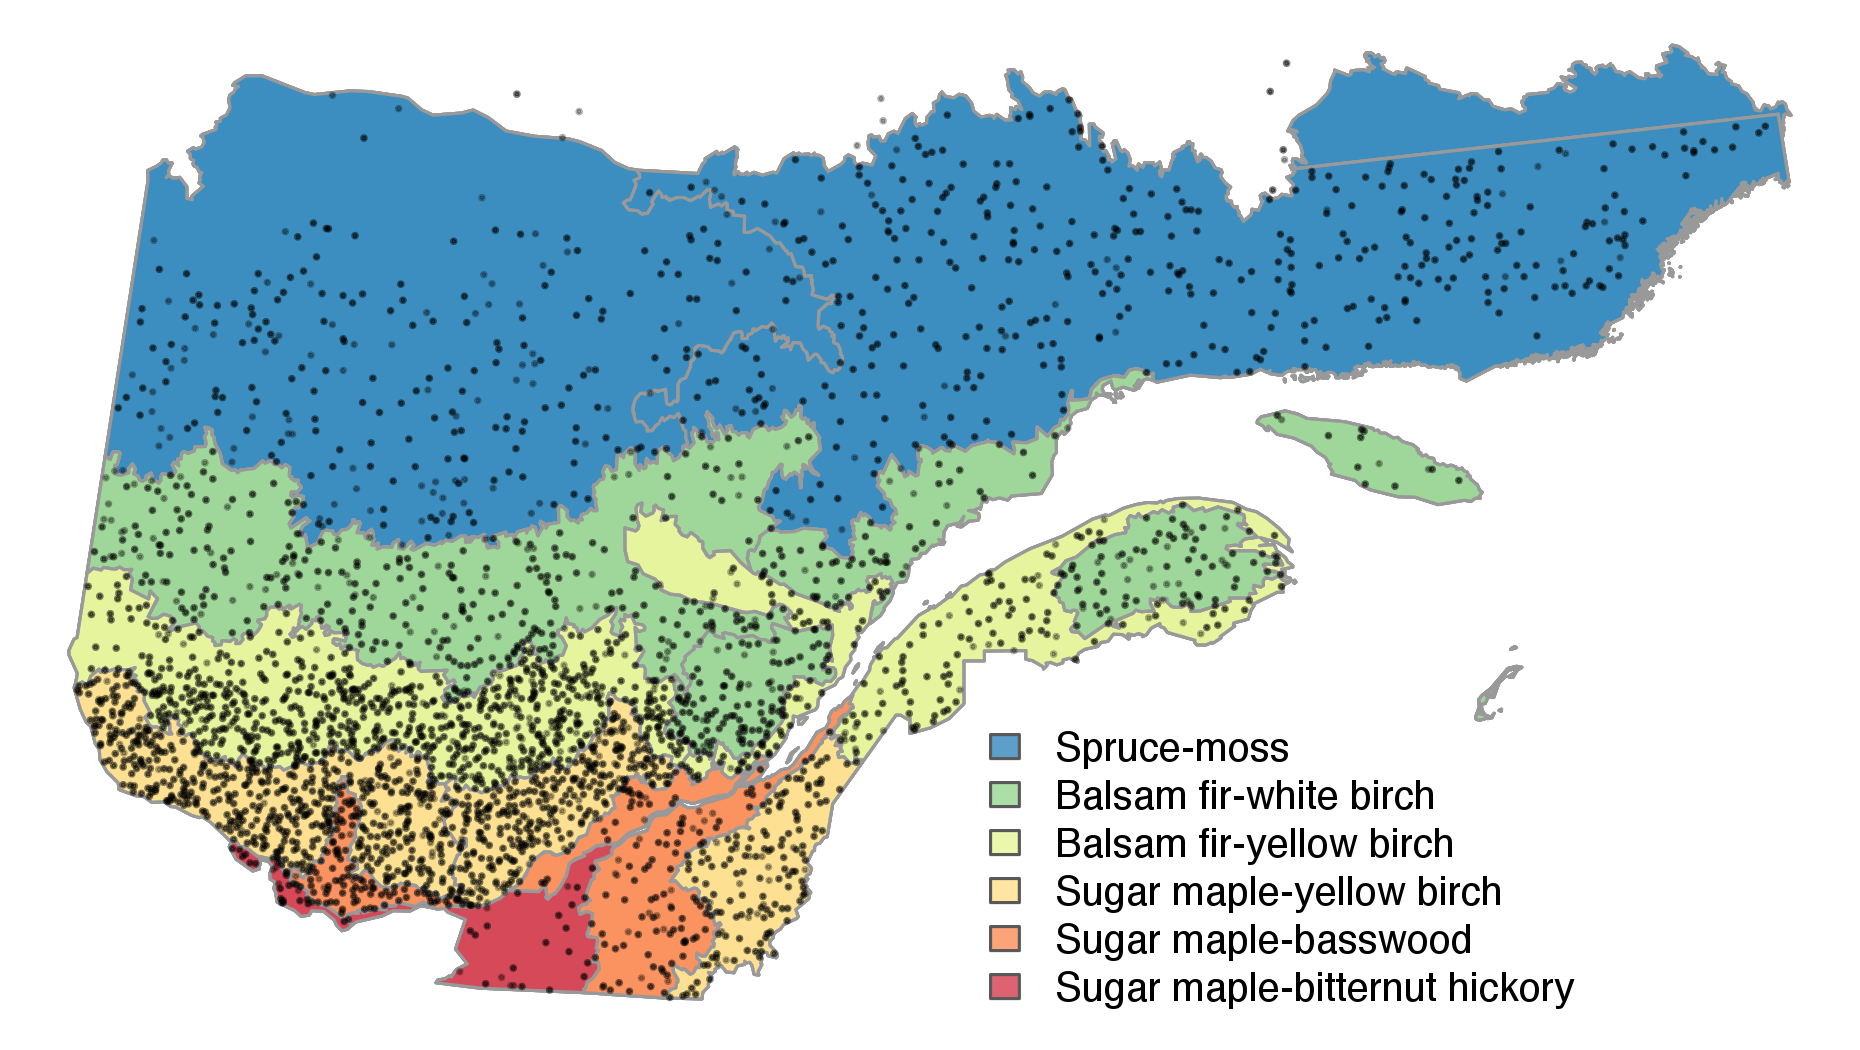 Spruce-moss
Balsam fir-white birch
Balsam fir-yellow birch
Sugar maple-yellow birch
Sugar maple-basswood
Sugar maple-bitternut hickory